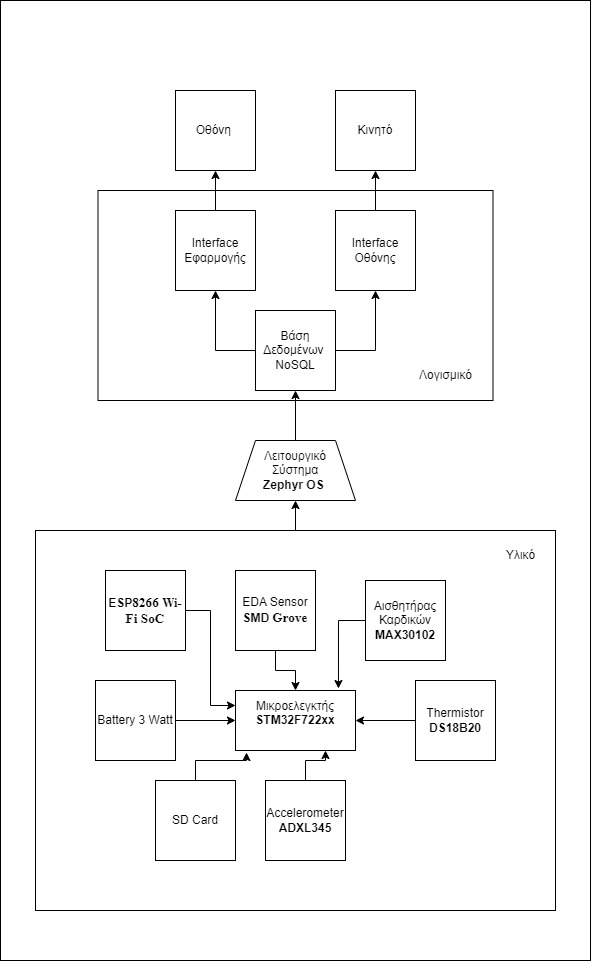 Οθόνη
Κινητό
Interface
Εφαρμογής
Interface
Οθόνης
Βάση
Δεδομένων
NoSQL
Λογισμικό
Λειτουργικό
Σύστημα
Zephyr OS
Υλικό
ESP8266 Wi-
Fi SoC
EDA Sensor
SMD Grove
Αισθητήρας
Καρδικών
MAX30102
Battery 3 Watt
Μικροελεγκτής
STM32F722xx
Thermistor
DS18B20
SD Card
Accelerometer
ADXL345